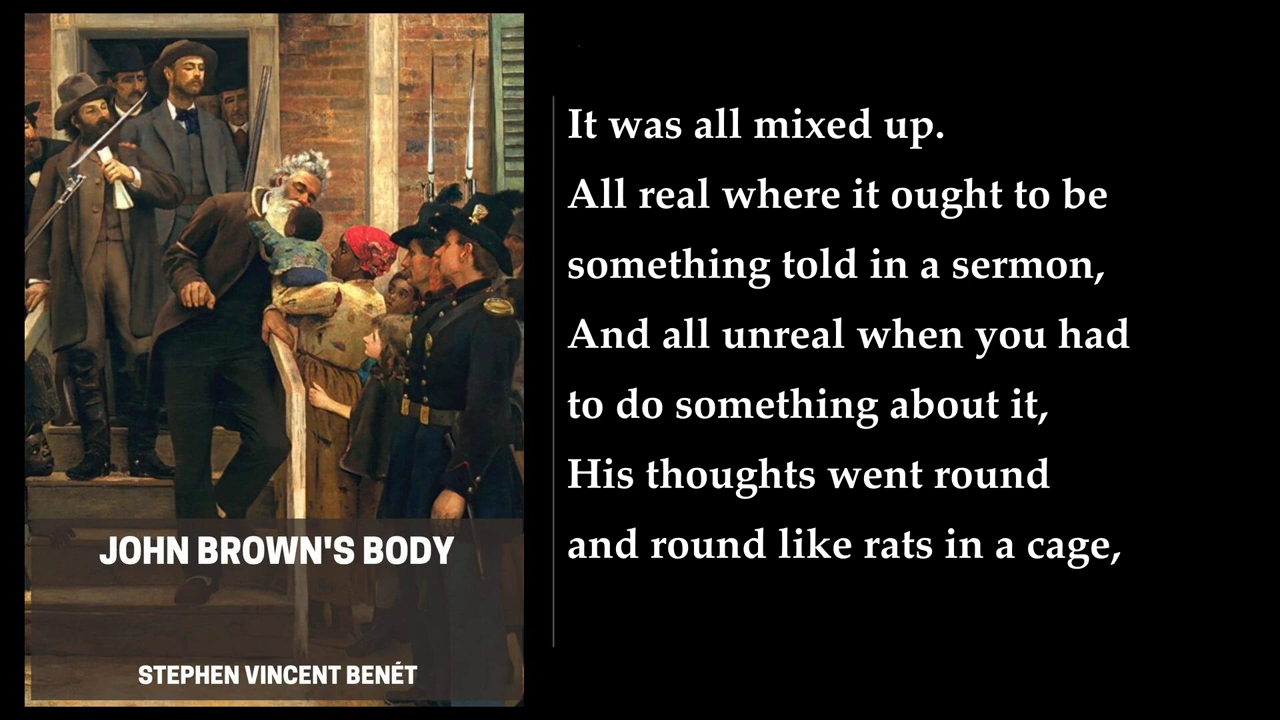 JOHN BROWN'S BODY
STEPHEN VINCENT BENÉT
It was all mixed up.
All real where it ought to be
something told in a sermon,
And all unreal when you had
to do something about it,
His thoughts went round
and round like rats in a cage,